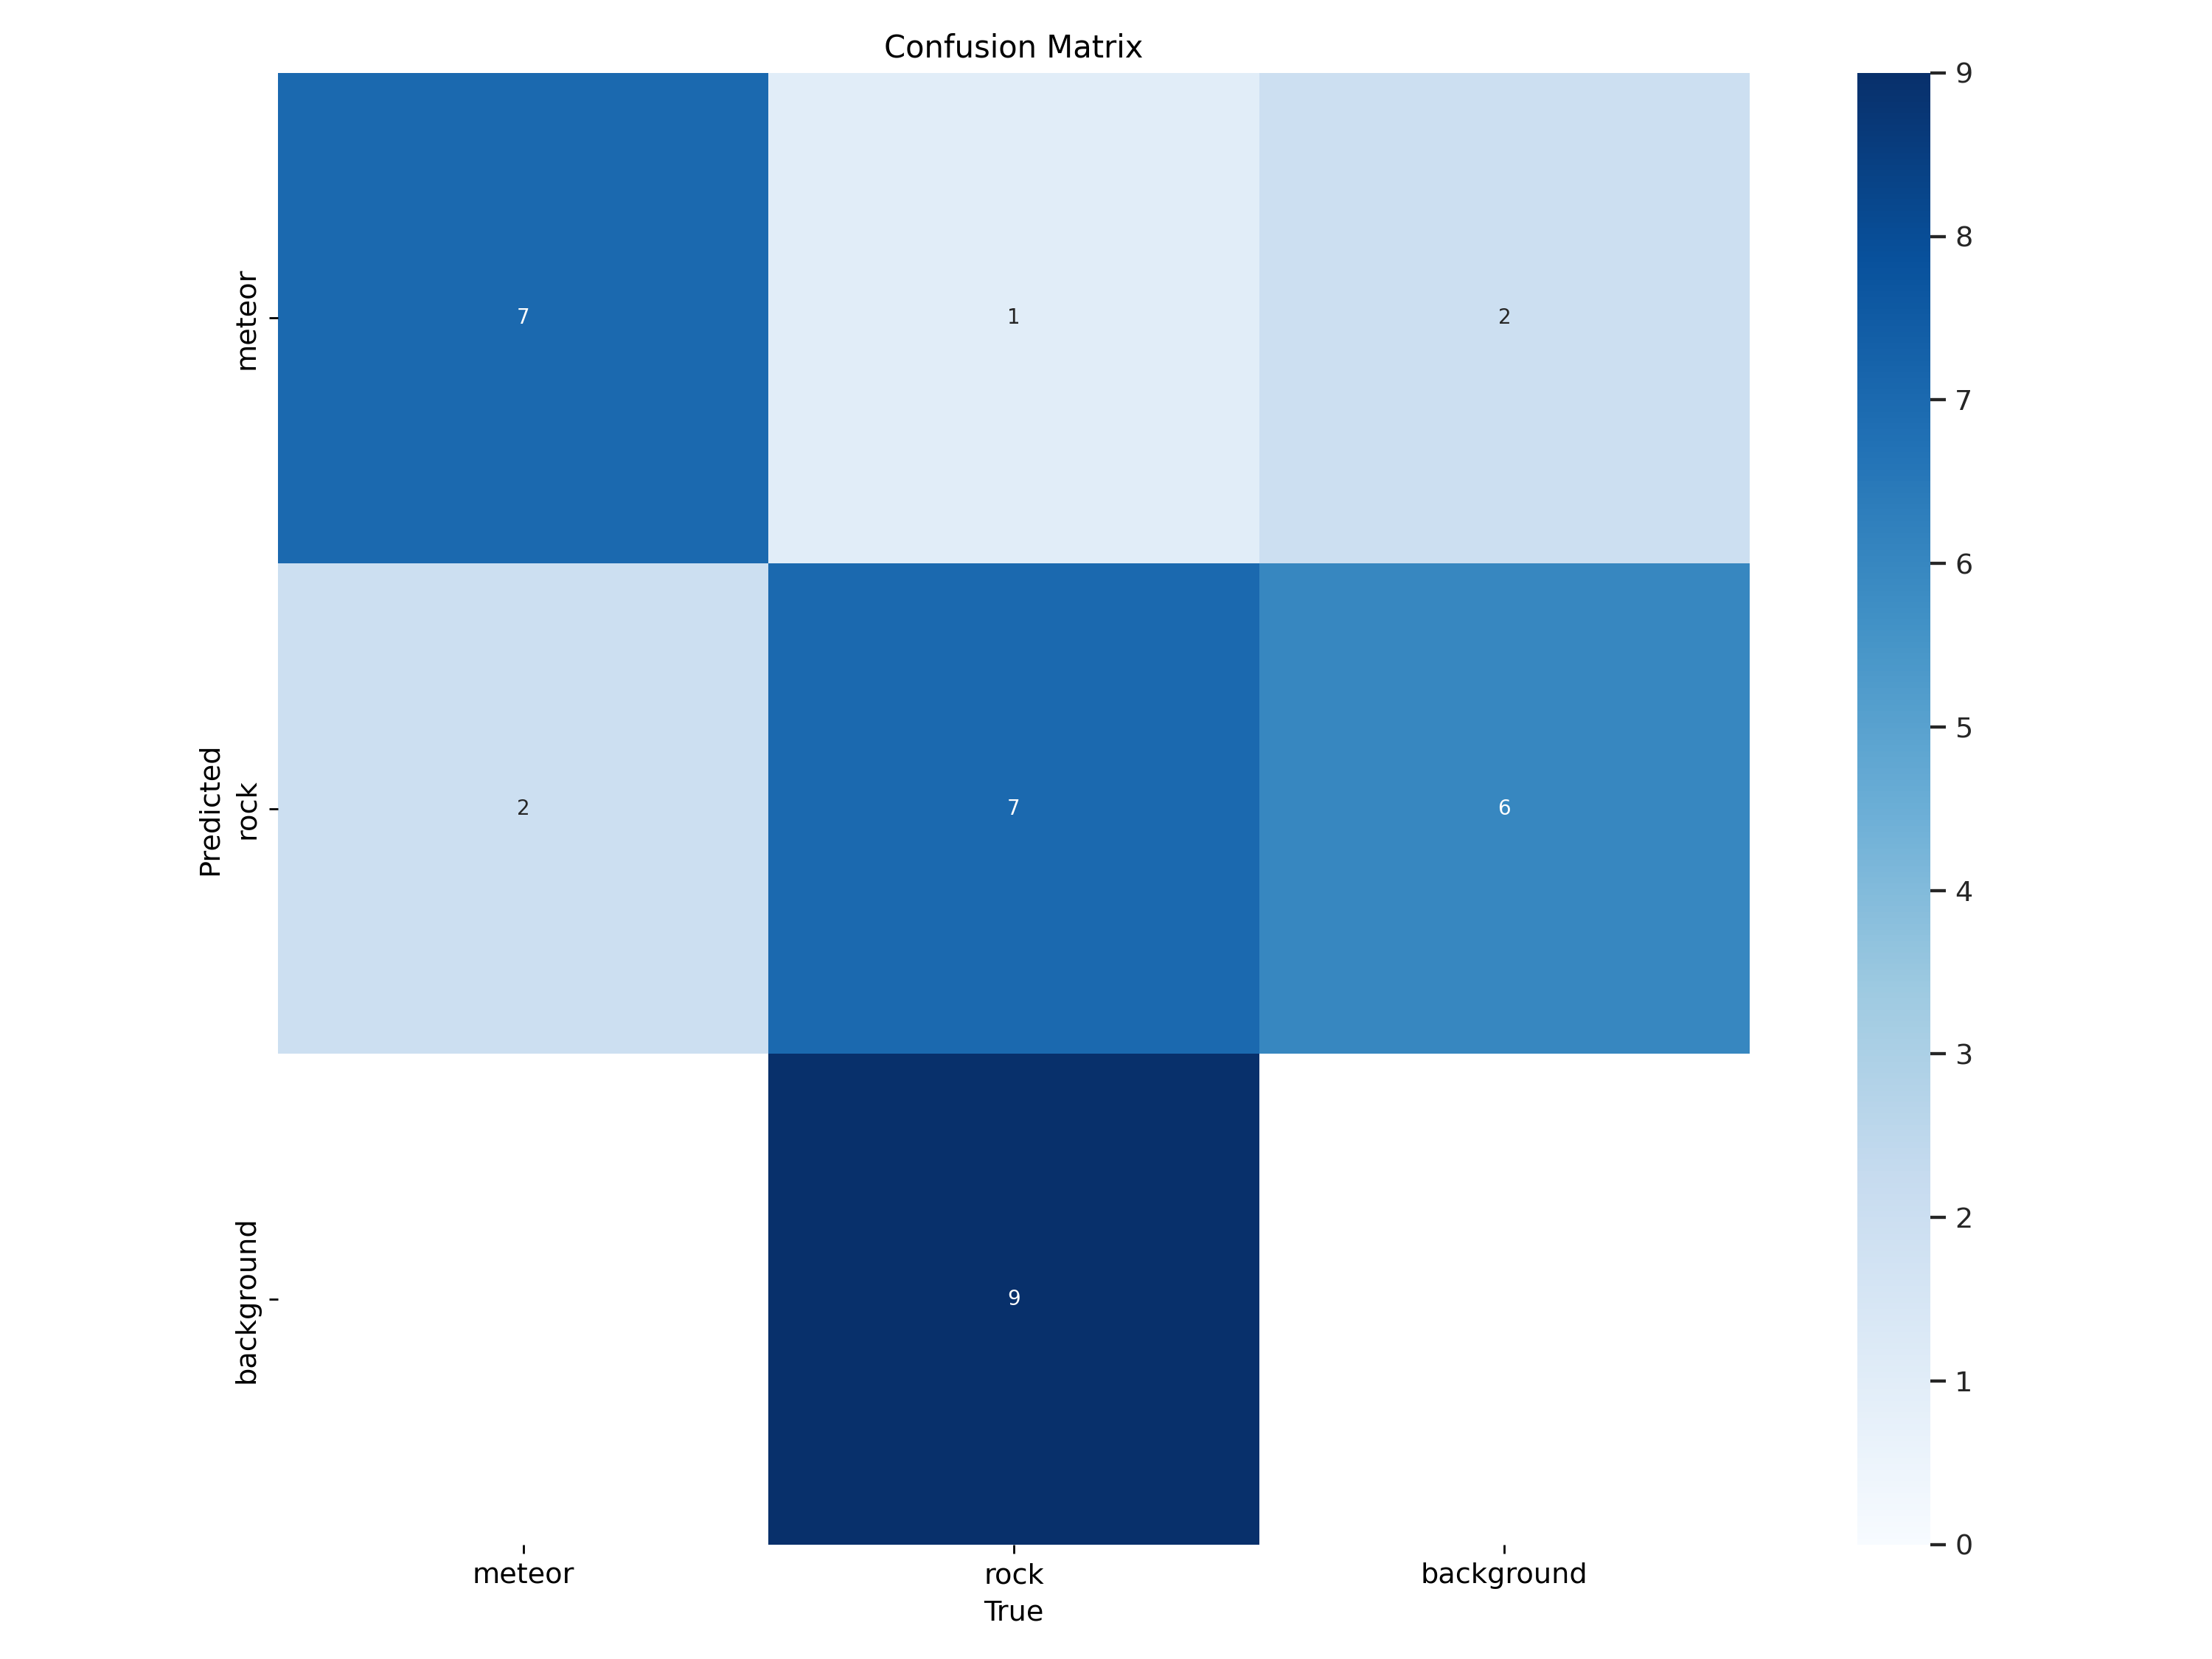 Confusion Matrix
Predicted
meteor
7
1
2
rock
2
7
6
background
9
meteor
rock
background
True
9
8
7
6
5
4
3
2
1
0